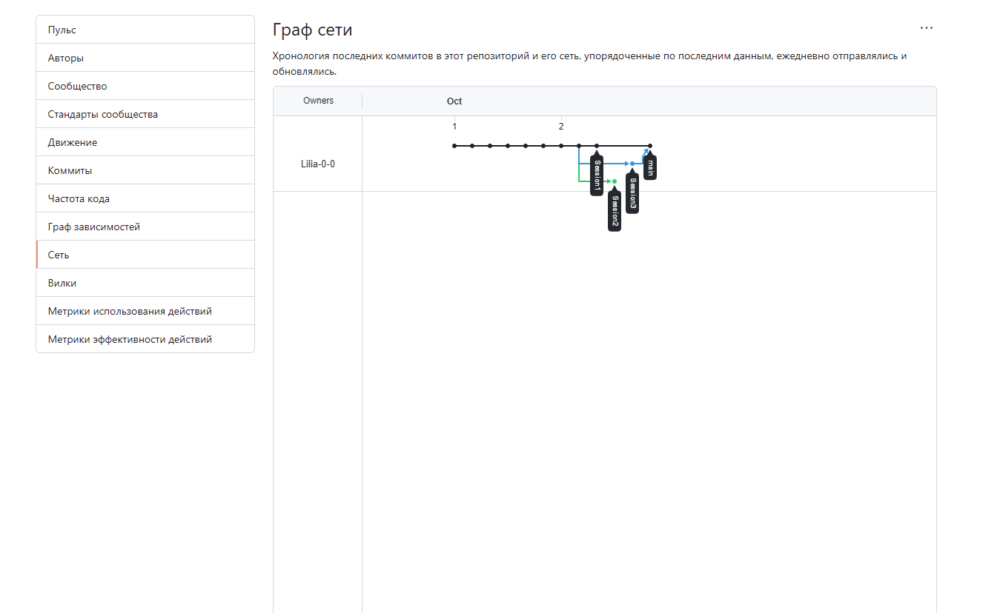 Пульс
Авторы
Сообщество
Стандарты сообщества
Движение
Коммиты
Частота кода
Граф зависимостей
Сеть
Вилки
Метрики использования действий
Метрики эффективности действий
Граф сети
Хронология последних коммитов в этот репозиторий и его сеть, упорядоченные по последним данным, ежедневно отправлялись и
обновлялись.
Owners
Oct
1
2
Lilia-0-0
Session1
Session2
Session3
main